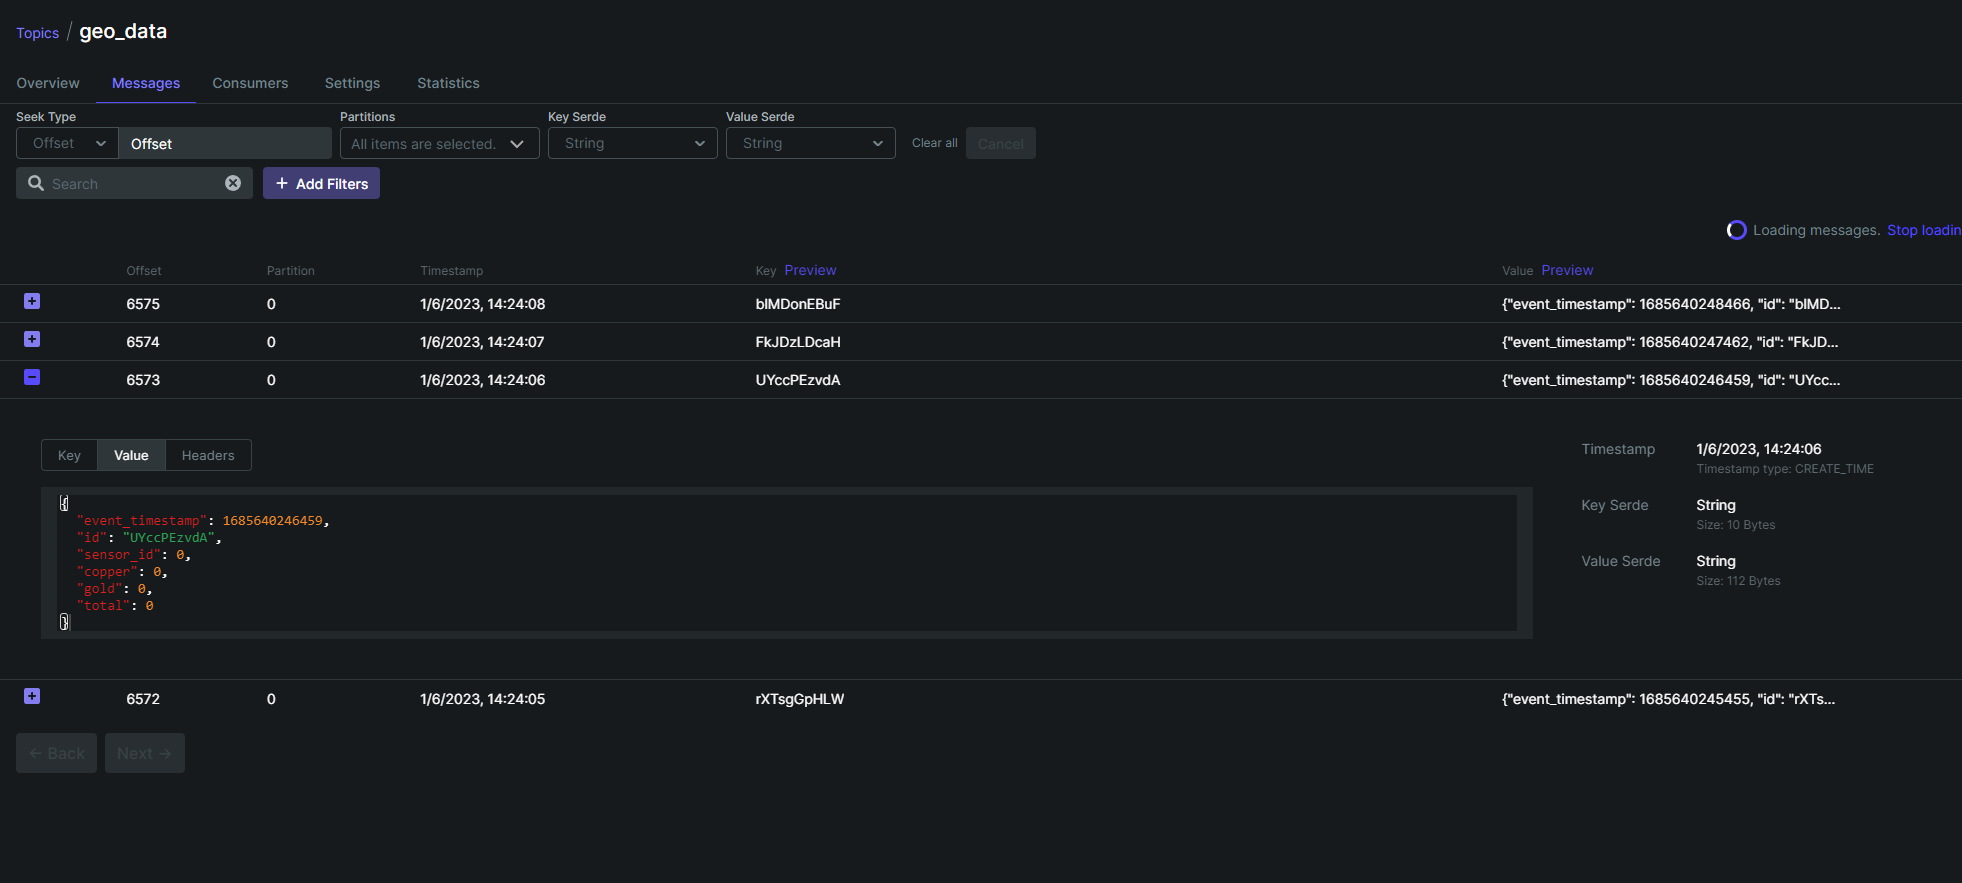 Topics / geo_data
Overview Messages Consumers Settings Statistics
Seek Type Partitions Key Serde Value Serde
Offset Offset All items are selected. String String Clear all Cancel
Search + Add Filters
Loading messages. Stop loadin
Offset Partition Timestamp Key Preview Value Preview
6575 0 1/6/2023, 14:24:08 blMDonEBuF {"event_timestamp": 1685640248466, "id": "blMD...
6574 0 1/6/2023, 14:24:07 FkJDzLDcaH {"event_timestamp": 1685640247462, "id": "FkJD...
6573 0 1/6/2023, 14:24:06 UYccPEzvdA {"event_timestamp": 1685640246459, "id": "UYcc...
Key Value Headers
{
"event_timestamp": 1685640246459,
"id": "UYccPEzvdA",
"sensor_id": 0,
"copper": 0,
"gold": 0,
"total": 0
}
Timestamp 1/6/2023, 14:24:06
Timestamp type: CREATE_TIME
Key Serde String
Size: 10 Bytes
Value Serde String
Size: 112 Bytes
6572 0 1/6/2023, 14:24:05 rXTsgGpHLW {"event_timestamp": 1685640245455, "id": "rXTs...
← Back Next →